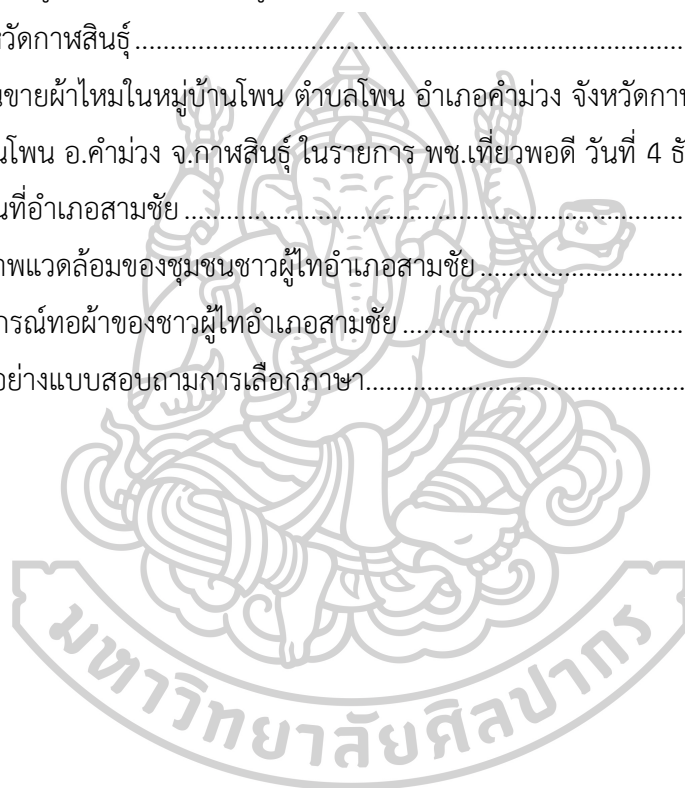 วัดกาฬสินธุ์
ขายผ้าไหมในหมู่บ้านโพน ตำบลโพน อำเภอคำม่วง จังหวัดกาฬ
นโพน อ.คำม่วง จ.กาฬสินธุ์ ในรายการ พช.เที่ยวพอดี วันที่ 4 ธั
นที่อำเภอสามชัย
าพแวดล้อมของชุมชนชาวผู้ไทอำเภอสามชัย
กรณ์ทอผ้าของชาวผู้ไทอำเภอสามชัย
อย่างแบบสอบถามการเลือกภาษา
มหาวิทยาลัยศิลปากร